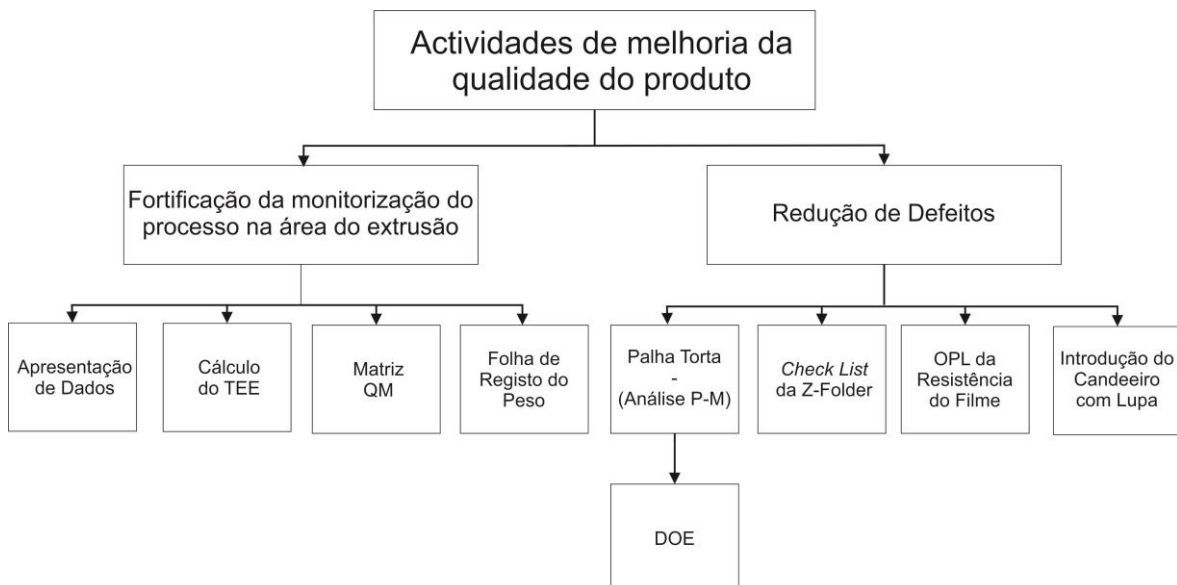 Actividades de melhoria da
qualidade do produto
Fortificação da monitorização do
processo na área do extrusão
Redução de Defeitos
Apresentação
de Dados
Cálculo
do TEE
Matriz
QM
Folha de
Registo do
Peso
Palha Torta
-
(Análise P-M)
Check List
da Z-Folder
OPL da
Resistência
do Filme
Introdução do
Candeeiro
com Lupa
DOE